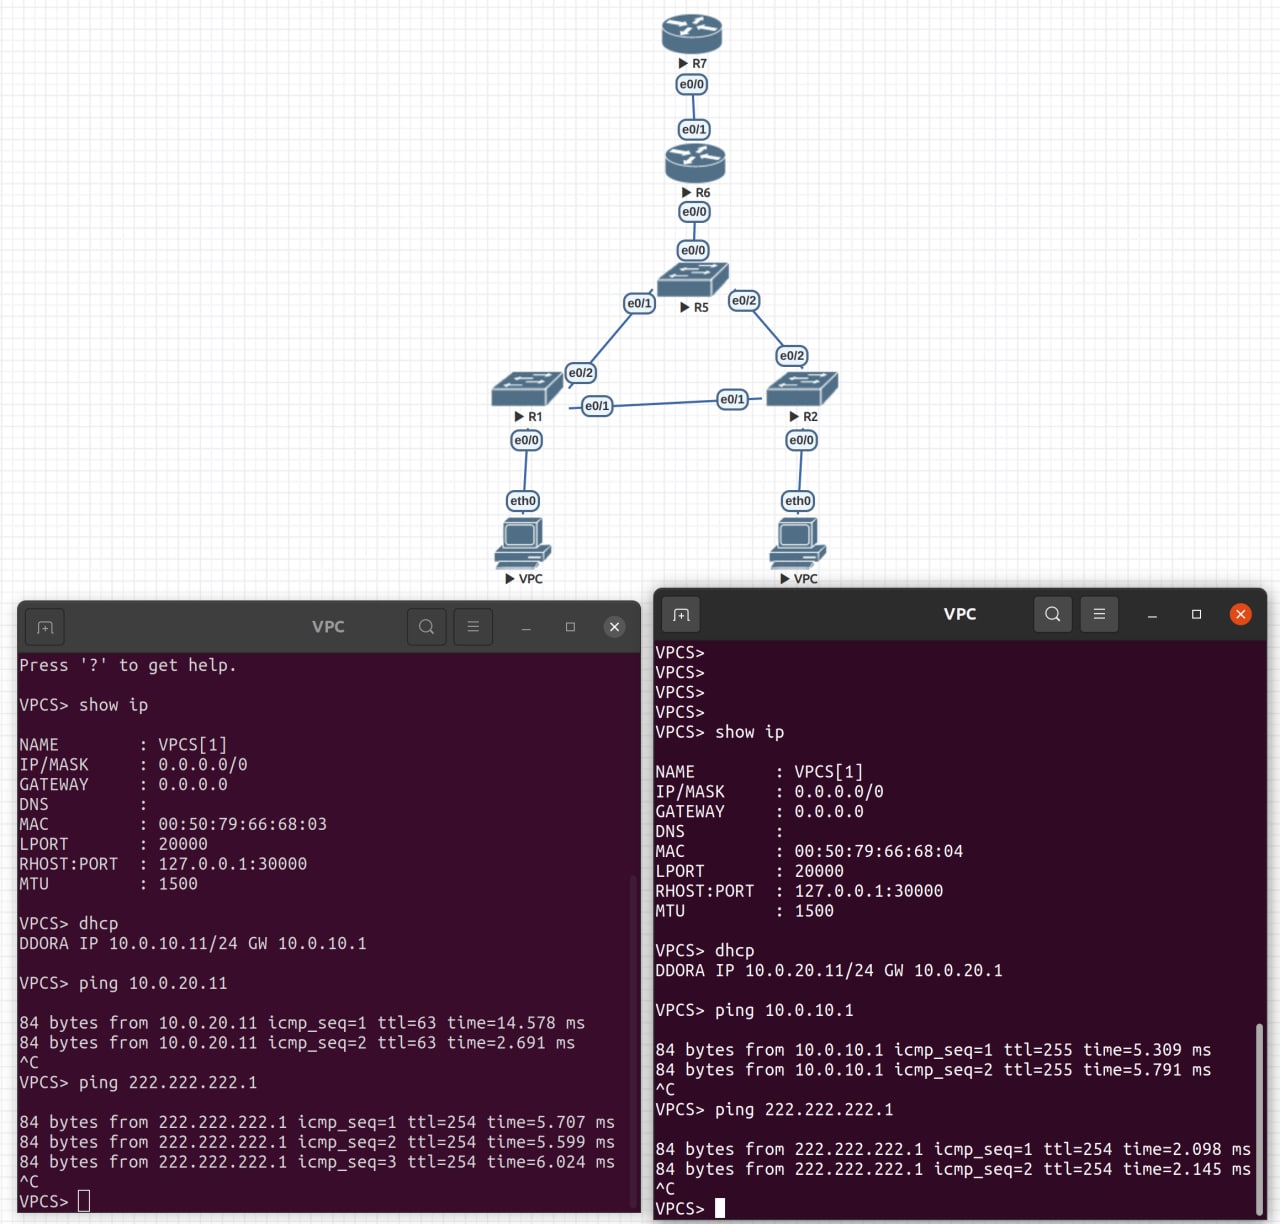 R7
e0/0
e0/1
R6
e0/0
e0/0
R5
e0/1
e0/2
e0/2
e0/2
R1
e0/1
e0/1
R2
e0/0
e0/0
eth0
eth0
VPC
VPC
VPC
Press '?' to get help.
VPCS> show ip
NAME : VPCS[1]
IP/MASK : 0.0.0.0/0
GATEWAY : 0.0.0.0
DNS :
MAC : 00:50:79:66:68:03
LPORT : 20000
RHOST:PORT : 127.0.0.1:30000
MTU : 1500
VPCS> dhcp
DDORA IP 10.0.10.11/24 GW 10.0.10.1
VPCS> ping 10.0.20.11
84 bytes from 10.0.20.11 icmp_seq=1 ttl=63 time=14.578 ms
84 bytes from 10.0.20.11 icmp_seq=2 ttl=63 time=2.691 ms
^C
VPCS> ping 222.222.222.1
84 bytes from 222.222.222.1 icmp_seq=1 ttl=254 time=5.707 ms
84 bytes from 222.222.222.1 icmp_seq=2 ttl=254 time=5.599 ms
84 bytes from 222.222.222.1 icmp_seq=3 ttl=254 time=6.024 ms
^C
VPCS>
VPC
VPCS>
VPCS>
VPCS>
VPCS>
VPCS> show ip
NAME : VPCS[1]
IP/MASK : 0.0.0.0/0
GATEWAY : 0.0.0.0
DNS :
MAC : 00:50:79:66:68:04
LPORT : 20000
RHOST:PORT : 127.0.0.1:30000
MTU : 1500
VPCS> dhcp
DDORA IP 10.0.20.11/24 GW 10.0.20.1
VPCS> ping 10.0.10.1
84 bytes from 10.0.10.1 icmp_seq=1 ttl=255 time=5.309 ms
84 bytes from 10.0.10.1 icmp_seq=2 ttl=255 time=5.791 ms
^C
VPCS> ping 222.222.222.1
84 bytes from 222.222.222.1 icmp_seq=1 ttl=254 time=2.098 ms
84 bytes from 222.222.222.1 icmp_seq=2 ttl=254 time=2.145 ms
^C
VPCS>